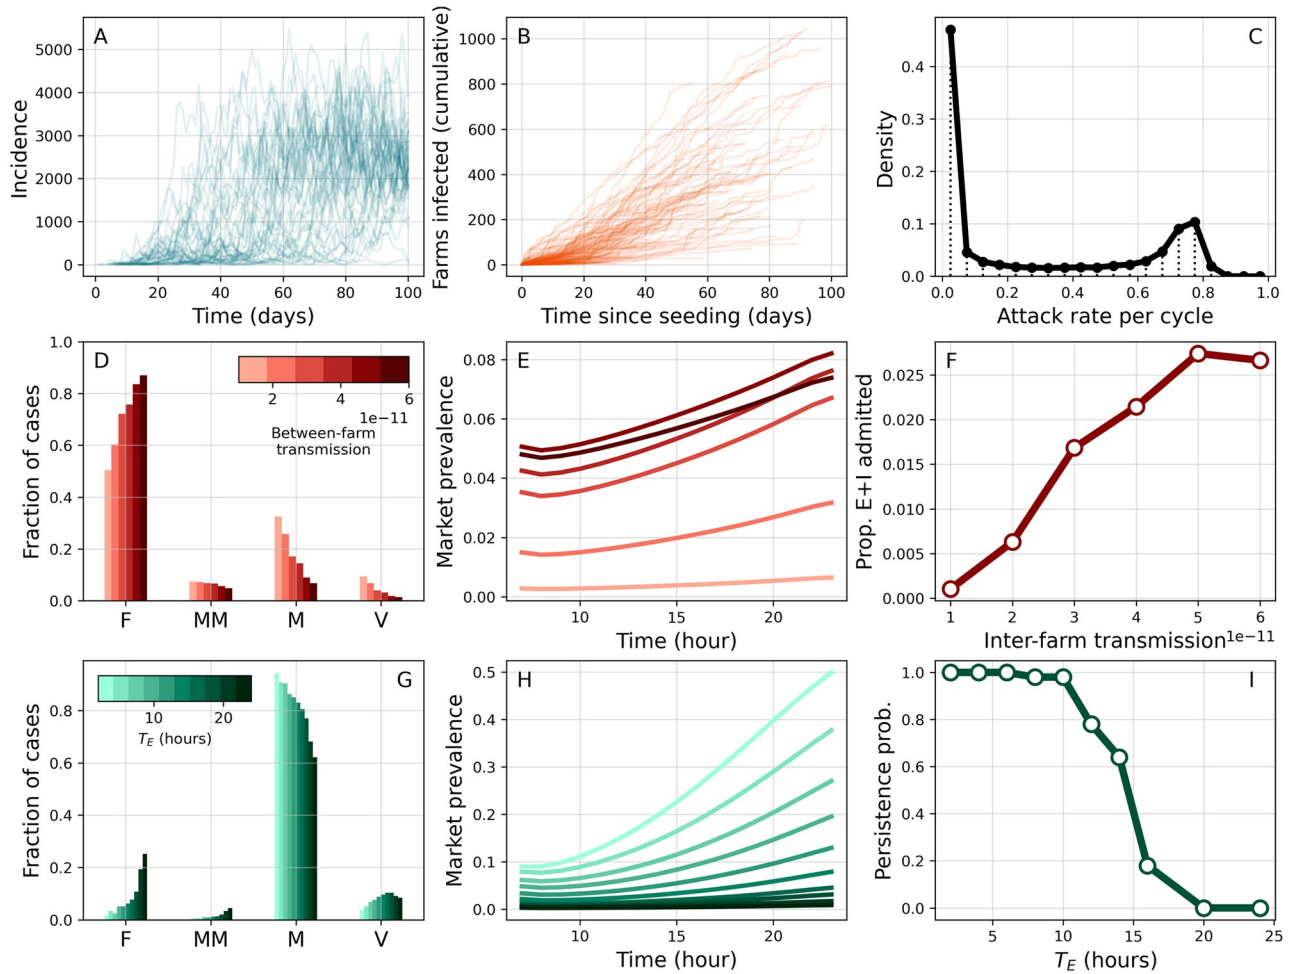 A
Incidence
5000
4000
3000
2000
1000
0
0 20 40 60 80 100
Time (days)
B
Farms infected (cumulative)
1000
800
600
400
200
0
0 20 40 60 80 100
Time since seeding (days)
C
Density
0.4
0.3
0.2
0.1
0.0
0.0 0.2 0.4 0.6 0.8 1.0
Attack rate per cycle
D
Fraction of cases
1.0
0.8
0.6
0.4
0.2
0.0
F MM M V
2 4 6
1e−11
Between-farm
transmission
E
Market prevalence
0.08
0.06
0.04
0.02
0.00
10 15 20
Time (hour)
F
Prop. E+I admitted
0.025
0.020
0.015
0.010
0.005
0.000
1 2 3 4 5 6
Inter-farm transmission 1e−11
G
Fraction of cases
0.8
0.6
0.4
0.2
0.0
F MM M V
10 20
T_E (hours)
H
Market prevalence
0.5
0.4
0.3
0.2
0.1
0.0
10 15 20
Time (hour)
I
Persistence prob.
1.0
0.8
0.6
0.4
0.2
0.0
5 10 15 20 25
T_E (hours)